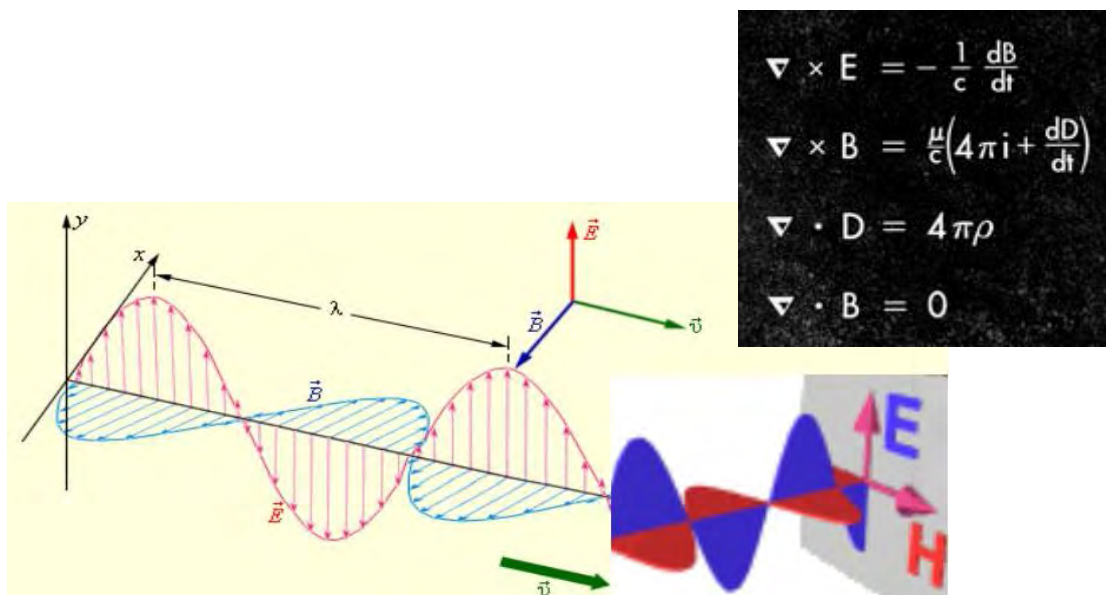 ∇ × E = - 1/c dB/dt
∇ × B = μ/c(4πi + dD/dt)
∇ · D = 4πρ
∇ · B = 0
y
x
λ
E⃗
B⃗
v⃗
B⃗
E⃗
v⃗
E
H